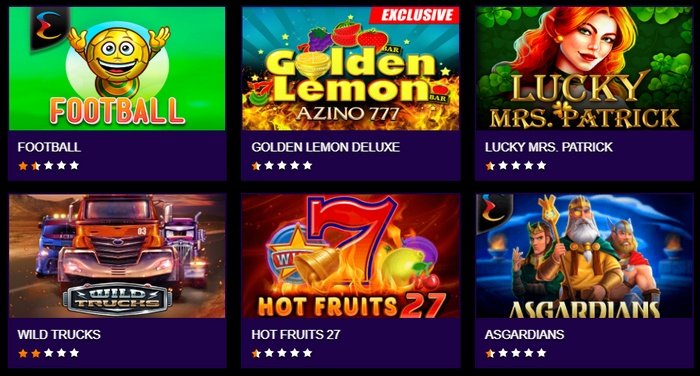 FOOTBALL
EXCLUSIVE
BAR
Golden
Lemon
BAR
AZINO 777
LUCKY
MRS. PATRICK
FOOTBALL
GOLDEN LEMON DELUXE
LUCKY MRS. PATRICK
03
WILD
TRUCKS
WI
7
HOT FRUITS 27
ASGARDIANS
WILD TRUCKS
HOT FRUITS 27
ASGARDIANS